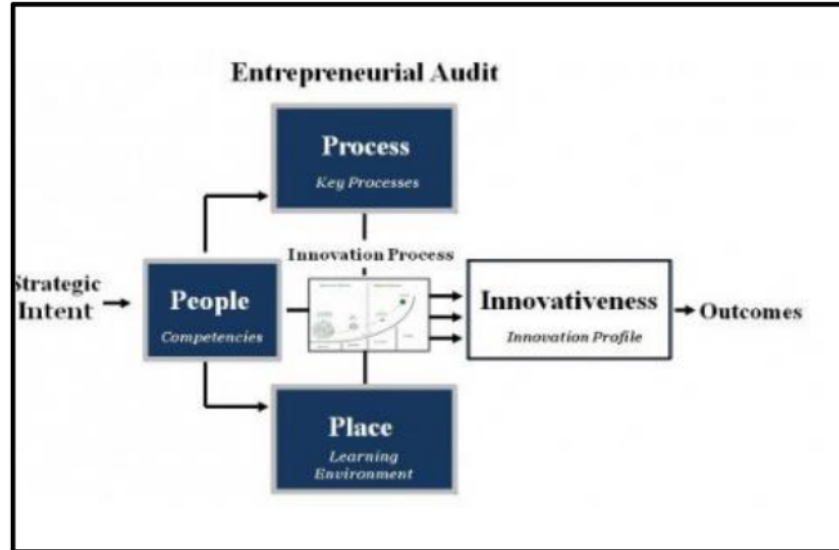 Entrepreneurial Audit
Process
Key Processes
Innovation Process
Strategic
Intent
People
Competencies
Innovativeness
Innovation Profile
Outcomes
Place
Learning
Environment